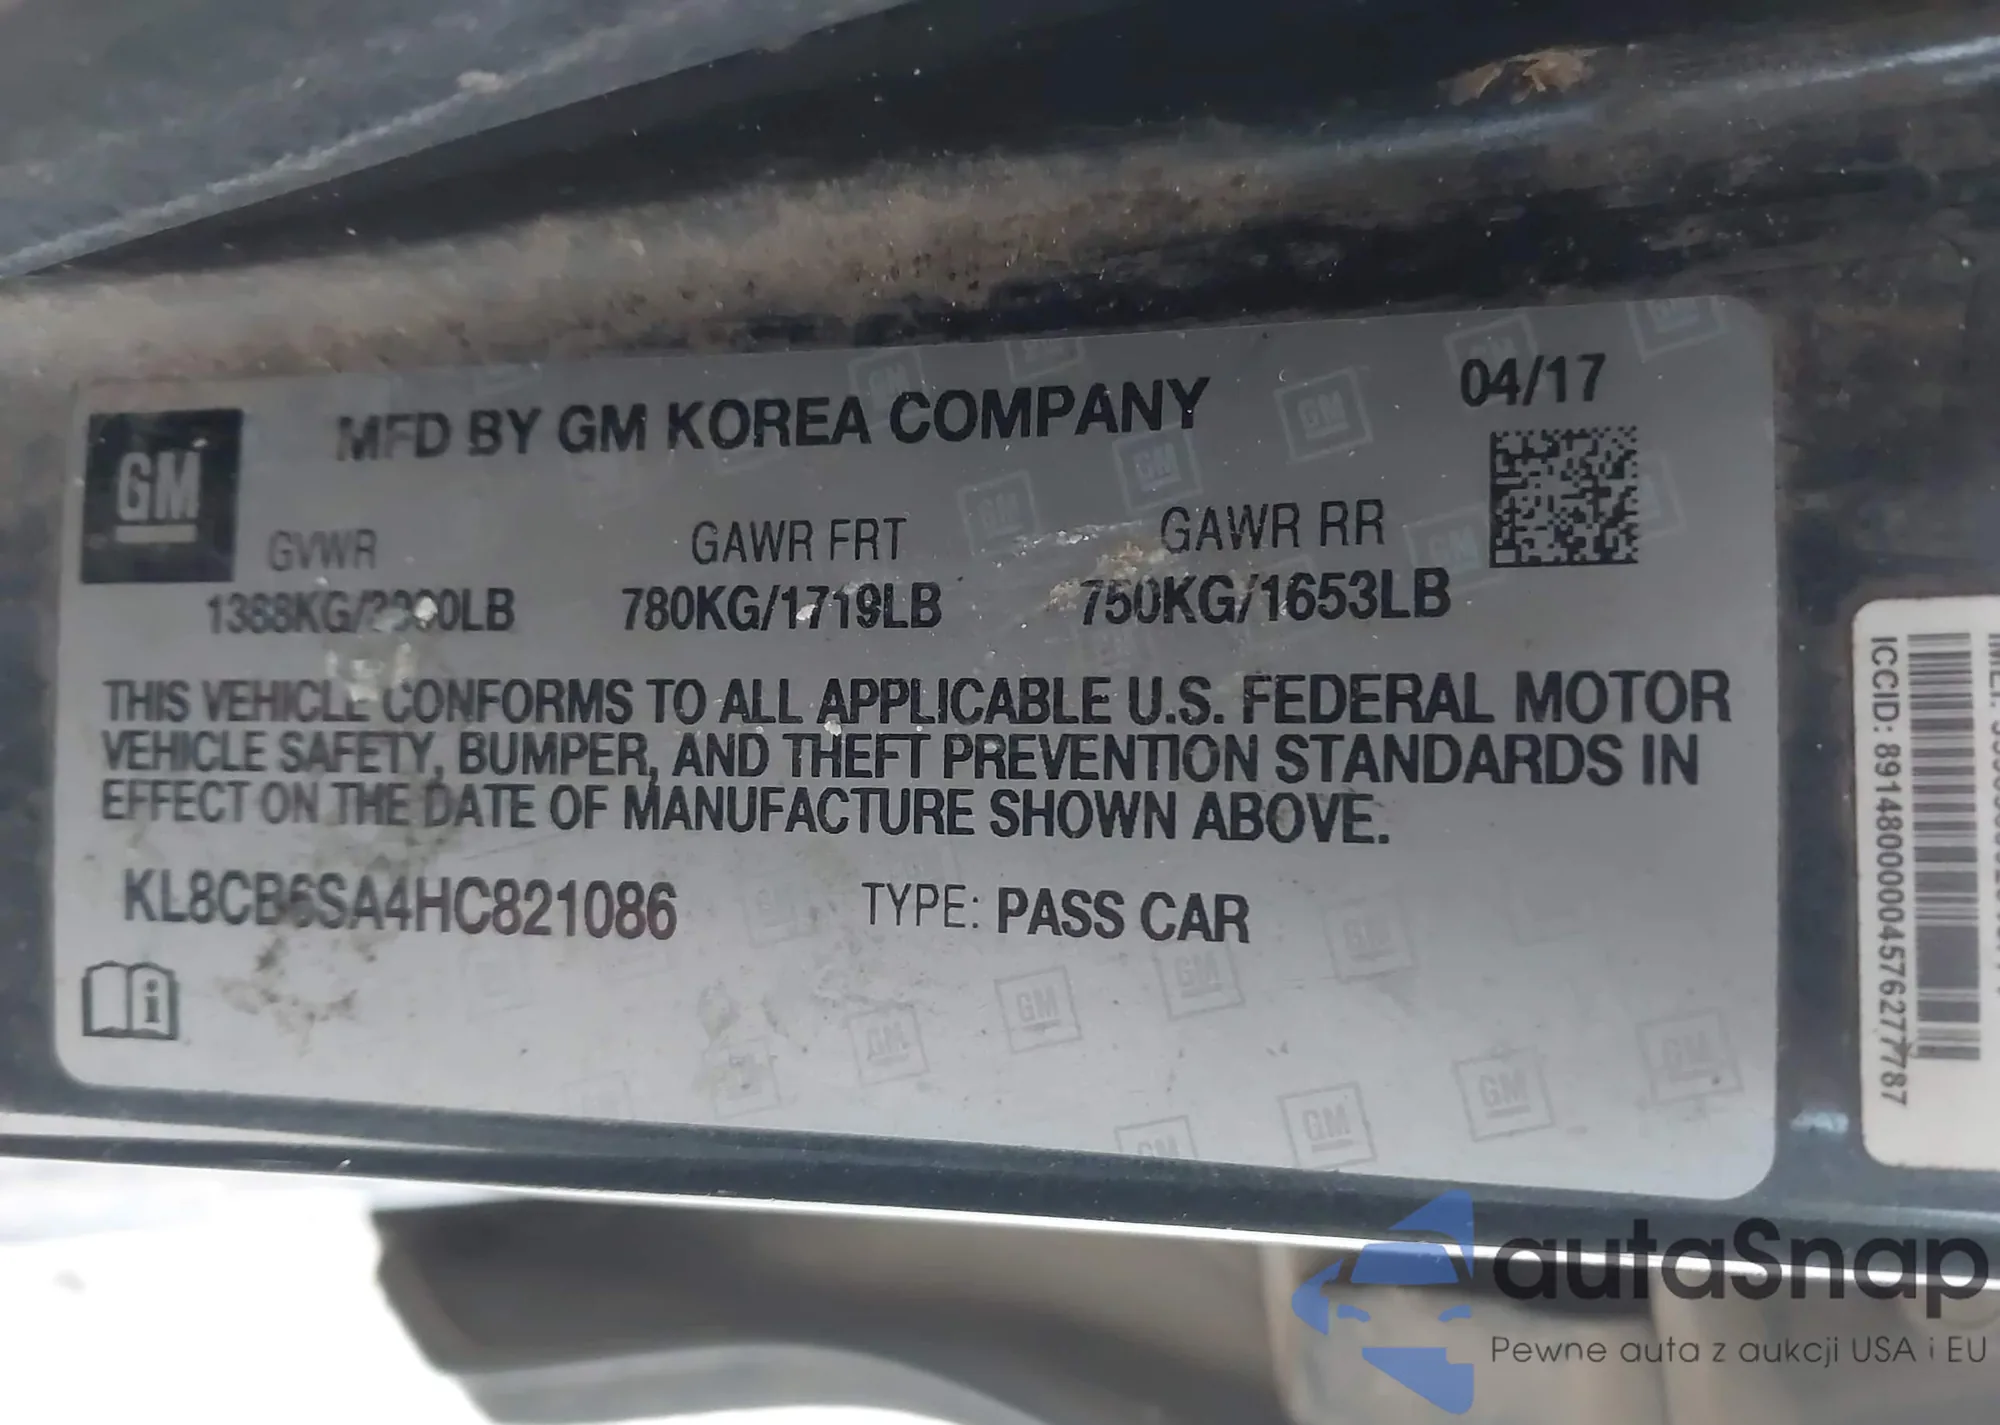 GM
MFD BY GM KOREA COMPANY
04/17
GVWR GAWR FRT GAWR RR
780KG/1719LB 750KG/1653LB
THIS VEHICLE CONFORMS TO ALL APPLICABLE U.S. FEDERAL MOTOR
VEHICLE SAFETY, BUMPER, AND THEFT PREVENTION STANDARDS IN
EFFECT ON THE DATE OF MANUFACTURE SHOWN ABOVE.
KL8CB6SA4HC821086 TYPE: PASS CAR
i
ICCID: 89148000004576277787
autaSnap
Pewne auta z aukcji USA i EU